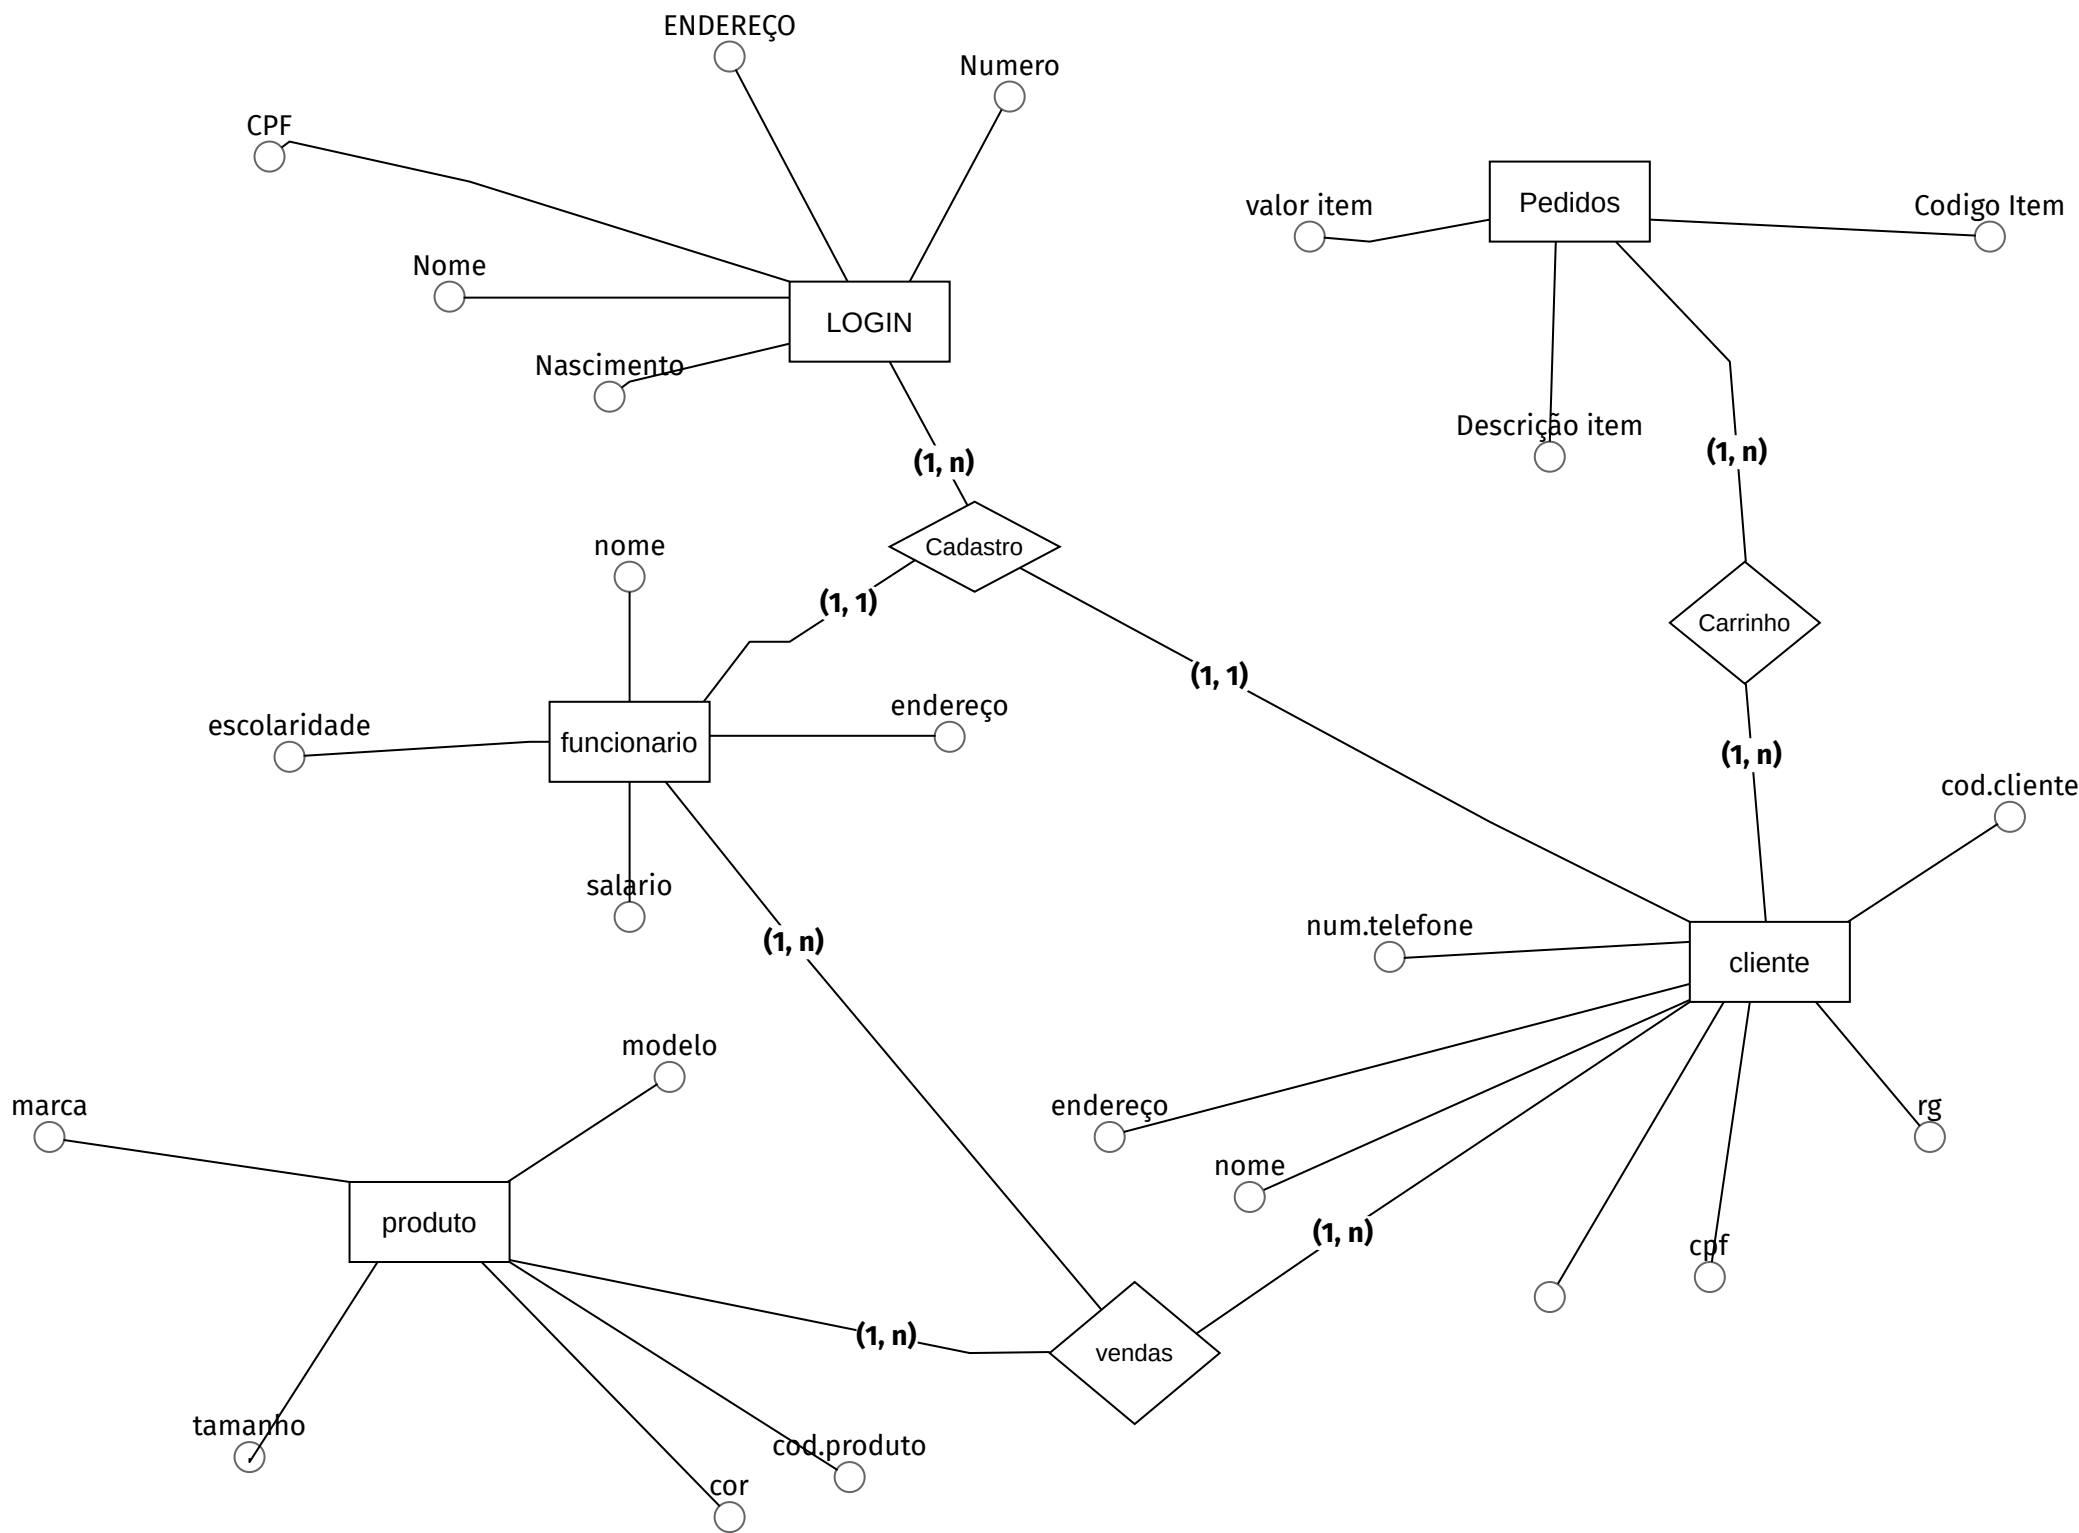 ENDEREÇO
Numero
CPF
Nome
LOGIN
Nascimento
(1, n)
Cadastro
(1, 1)
(1, 1)
Pedidos
valor item
Codigo Item
Descrição item
(1, n)
Carrinho
(1, n)
nome
escolaridade
funcionario
endereço
salario
(1, n)
cod.cliente
num.telefone
cliente
endereço
nome
(1, n)
cpf
rg
modelo
marca
produto
(1, n)
vendas
tamanho
cod.produto
cor